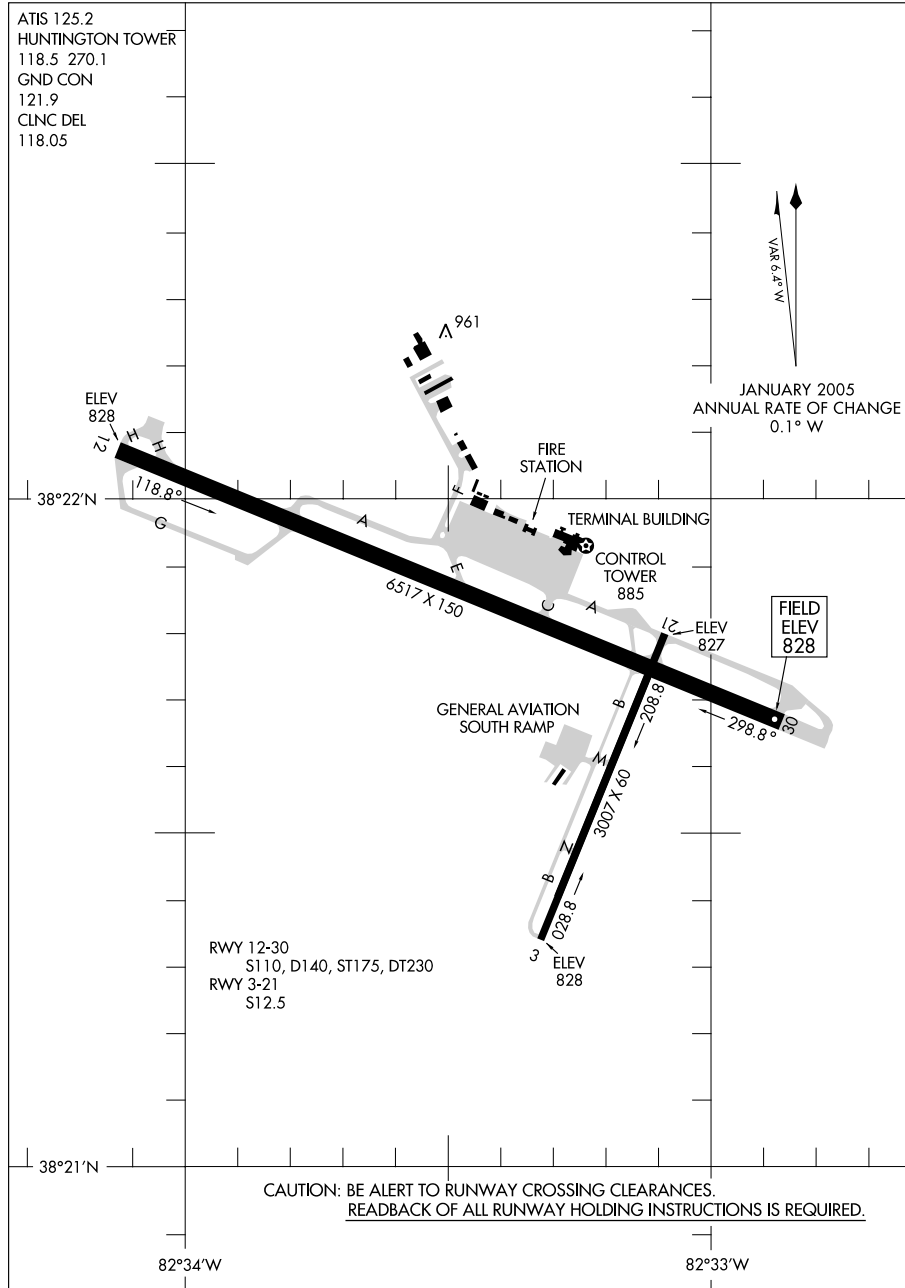 ATIS 125.2
HUNTINGTON TOWER
118.5 270.1
GND CON
121.9
CLNC DEL
118.05
VAR 6.4° W
JANUARY 2005
ANNUAL RATE OF CHANGE
0.1° W
961
ELEV
828
12
H
H
118.8°
G
38°22'N
A
F
FIRE
STATION
TERMINAL BUILDING
CONTROL
TOWER
885
E
6517 X 150
C
A
21
ELEV
827
FIELD
ELEV
828
30
298.8°
208.8
B
GENERAL AVIATION
SOUTH RAMP
M
3007 X 60
N
B
028.8
3
ELEV
828
RWY 12-30
S110, D140, ST175, DT230
RWY 3-21
S12.5
38°21'N
CAUTION: BE ALERT TO RUNWAY CROSSING CLEARANCES.
READBACK OF ALL RUNWAY HOLDING INSTRUCTIONS IS REQUIRED.
82°34'W
82°33'W